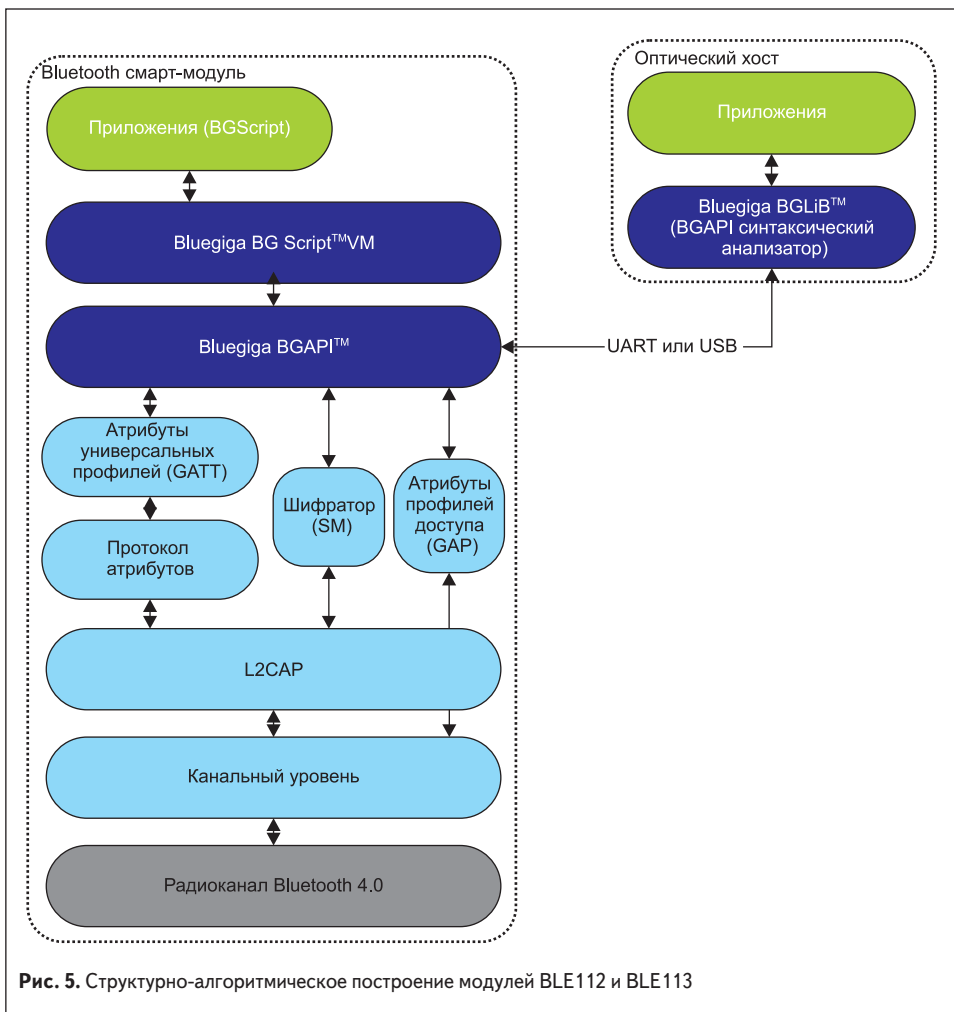 Bluetooth смарт-модуль
Приложения (BGScript)
Bluegiga BG Script™VM
Bluegiga BGAPI™
Атрибуты
универсальных
профилей (GATT)
Протокол
атрибутов
Шифратор
(SM)
Атрибуты
профилей
доступа
(GAP)
L2CAP
Канальный уровень
Радиоканал Bluetooth 4.0
Оптический хост
Приложения
Bluegiga BGLiB™
(BGAPI синтаксический
анализатор)
UART или USB
Рис. 5. Структурно-алгоритмическое построение модулей BLE112 и BLE113